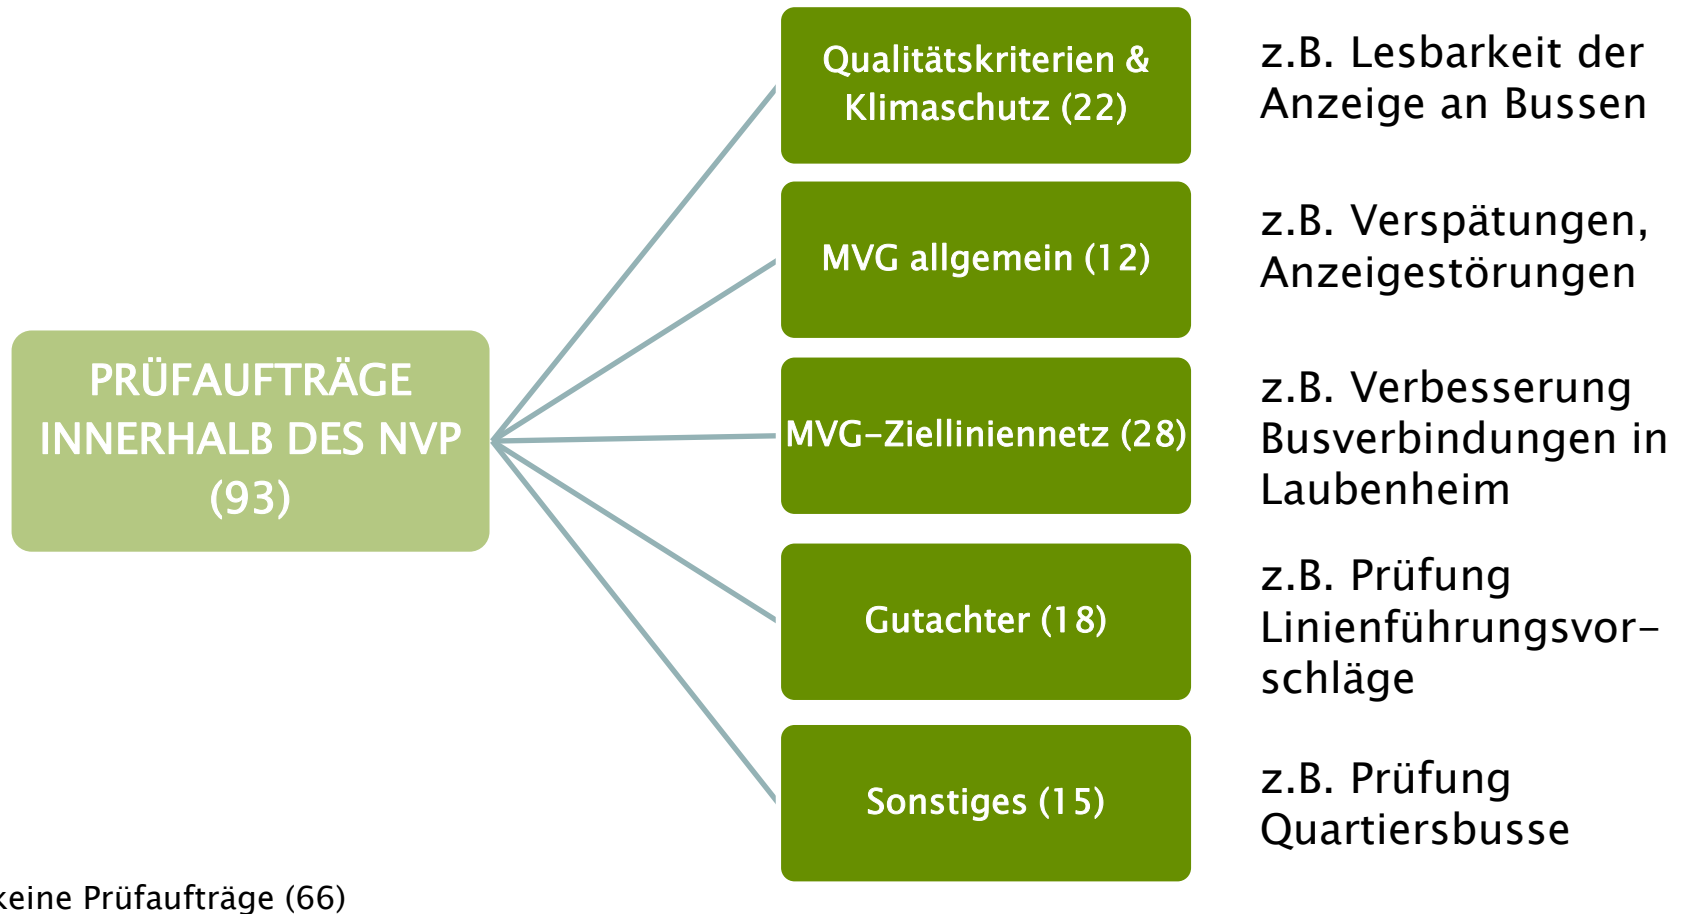 PRÜFAUFTRÄGE
INNERHALB DES NVP
(93)
Qualitätskriterien &
Klimaschutz (22)
z.B. Lesbarkeit der
Anzeige an Bussen
MVG allgemein (12)
z.B. Verspätungen,
Anzeigestörungen
MVG-Zielliniennetz (28)
z.B. Verbesserung
Busverbindungen in
Laubenheim
Gutachter (18)
z.B. Prüfung
Linienführungsvor-
schläge
Sonstiges (15)
z.B. Prüfung
Quartiersbusse
keine Prüfaufträge (66)